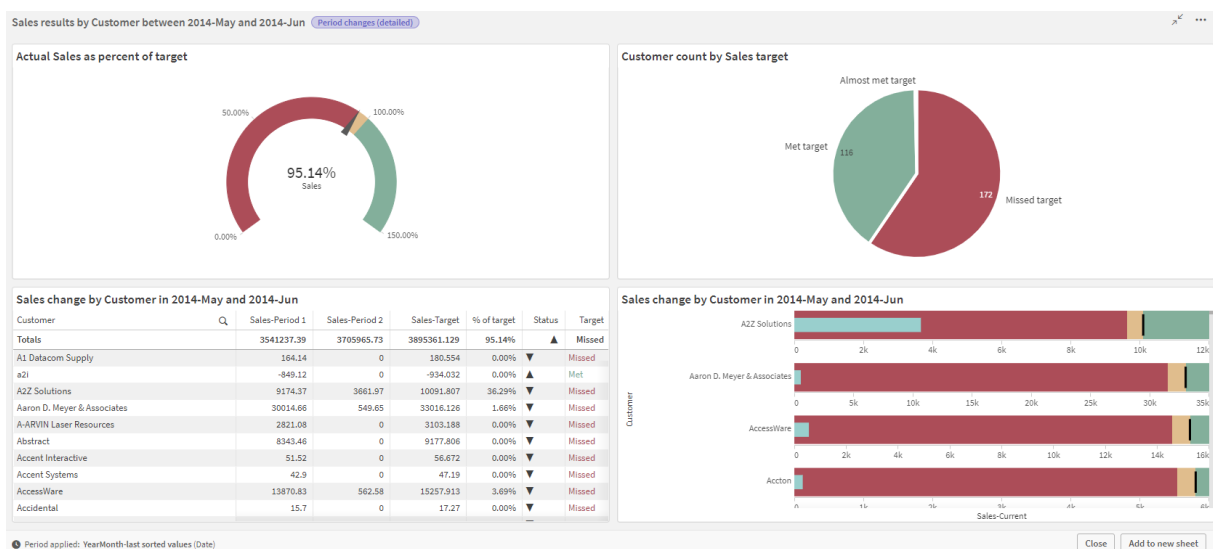 Sales results by Customer between 2014-May and 2014-Jun Period changes (detailed)
Actual Sales as percent of target
50.00%
100.00%
95.14%
Sales
0.00%
150.00%
Customer count by Sales target
Almost met target
Met target
116
172
Missed target
Sales change by Customer in 2014-May and 2014-Jun
Customer Sales-Period 1 Sales-Period 2 Sales-Target % of target Status Target
Totals 3541237.39 3705965.73 3895361.129 95.14% ▲ Missed
A1 Datacom Supply 164.14 0 180.554 0.00% ▼ Missed
a2i -849.12 0 -934.032 0.00% ▲ Met
A2Z Solutions 9174.37 3661.97 10091.807 36.29% ▼ Missed
Aaron D. Meyer & Associates 30014.66 549.65 33016.126 1.66% ▼ Missed
A-ARVIN Laser Resources 2821.08 0 3103.188 0.00% ▼ Missed
Abstract 8343.46 0 9177.806 0.00% ▼ Missed
Accent Interactive 51.52 0 56.672 0.00% ▼ Missed
Accent Systems 42.9 0 47.19 0.00% ▼ Missed
AccessWare 13870.83 562.58 15257.913 3.69% ▼ Missed
Accidental 15.7 0 17.27 0.00% ▼ Missed
Sales change by Customer in 2014-May and 2014-Jun
Customer
A2Z Solutions
0 2k 4k 6k 8k 10k 12k
Aaron D. Meyer & Associates
0 5k 10k 15k 20k 25k 30k 35k
AccessWare
0 2k 4k 6k 8k 10k 12k 14k 16k
Accton
Sales-Current
Period applied: YearMonth-last sorted values (Date)
Close Add to new sheet